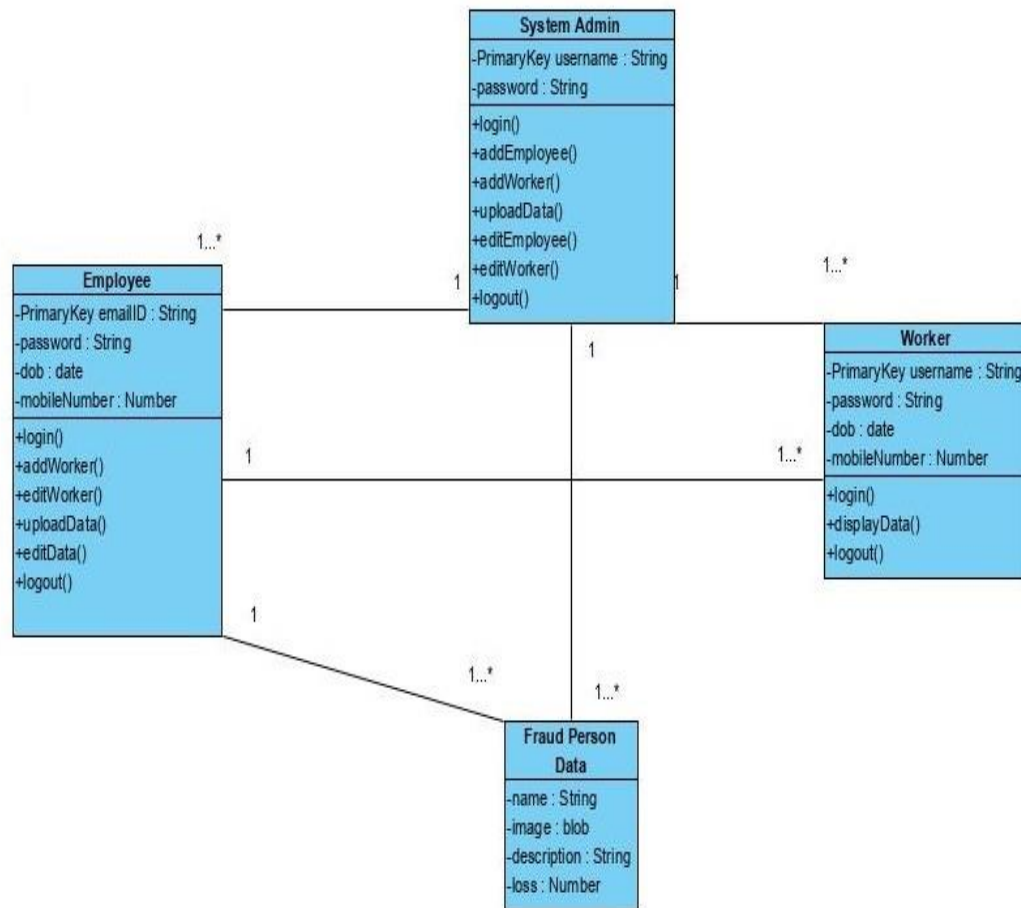 System Admin
-PrimaryKey username : String
-password : String
+login()
+addEmployee()
+addWorker()
+uploadData()
+editEmployee()
+editWorker()
+logout()
1...*
1
1
1...*
1
Employee
-PrimaryKey emailID : String
-password : String
-dob : date
-mobileNumber : Number
+login()
+addWorker()
+editWorker()
+uploadData()
+editData()
+logout()
Worker
-PrimaryKey username : String
-password : String
-dob : date
-mobileNumber : Number
+login()
+displayData()
+logout()
1
1...*
1
1...*
1...*
Fraud Person
Data
-name : String
-image : blob
-description : String
-loss : Number